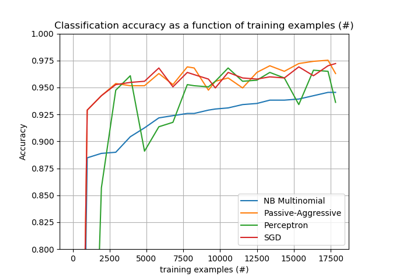 Classification accuracy as a function of training examples (#)
1.000
0.975
0.950
0.925
0.900
0.875
0.850
0.825
0.800
Accuracy
NB Multinomial
Passive-Aggressive
Perceptron
SGD
0 2500 5000 7500 10000 12500 15000 17500
training examples (#)